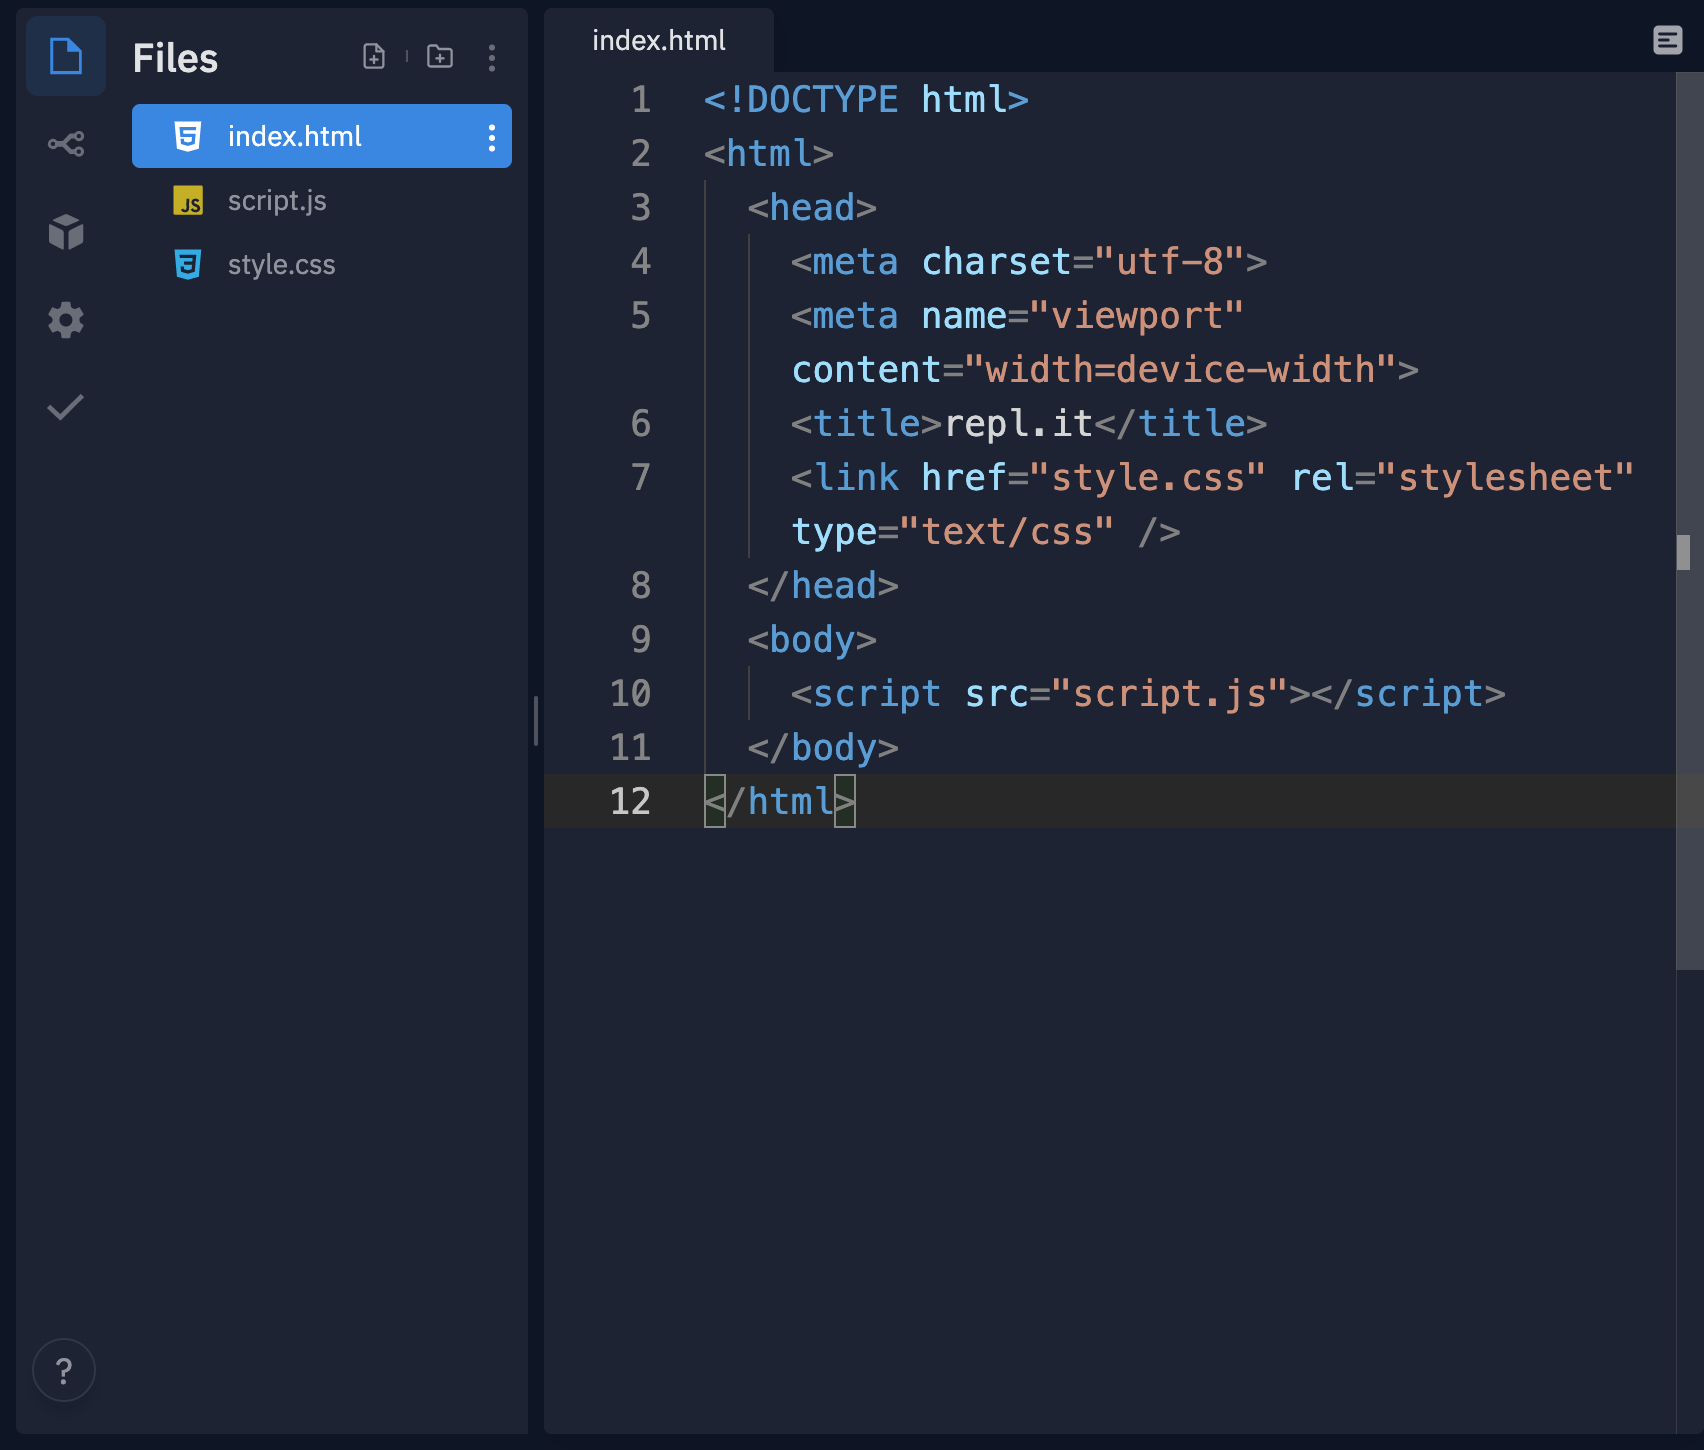 Files
index.html
JS script.js
style.css
?
index.html
1 <!DOCTYPE html>
2 <html>
3   <head>
4     <meta charset="utf-8">
5     <meta name="viewport"
    content="width=device-width">
6     <title>repl.it</title>
7     <link href="style.css" rel="stylesheet"
    type="text/css" />
8   </head>
9   <body>
10     <script src="script.js"></script>
11   </body>
12 </html>